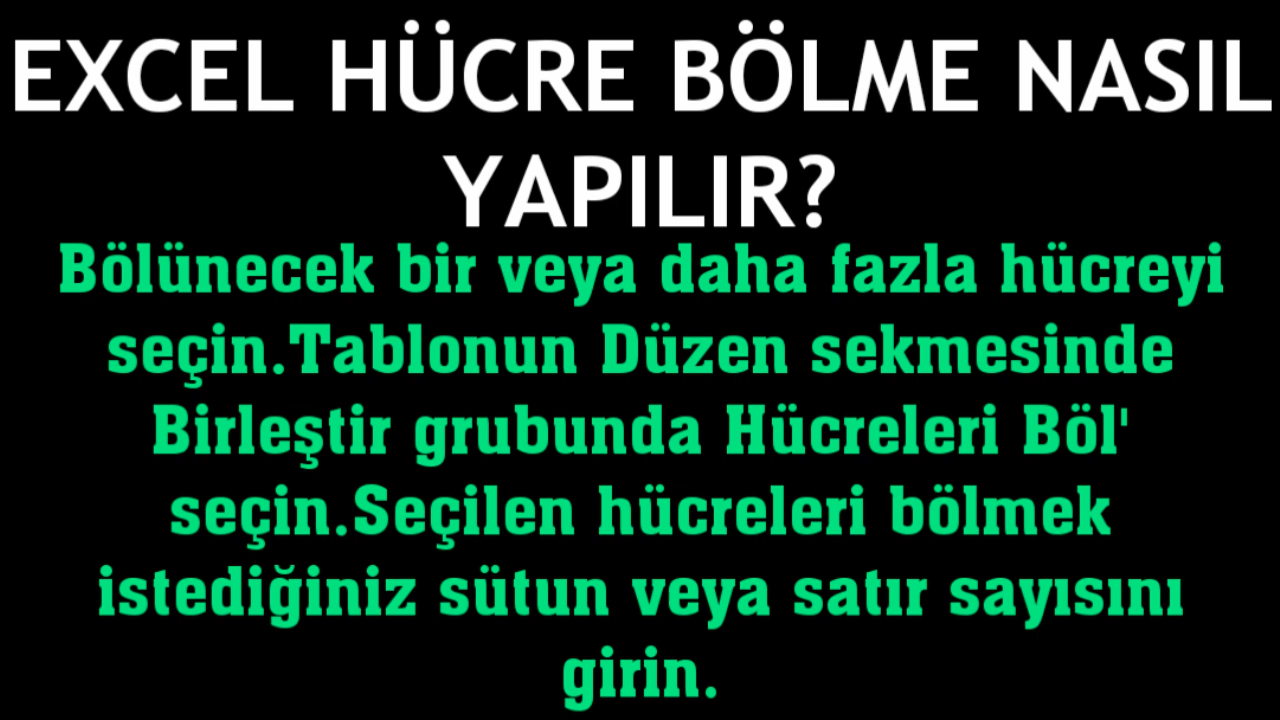 EXCEL HÜCRE BÖLME NASIL
YAPILIR?
Bölünecek bir veya daha fazla hücreyi
seçin.Tablonun Düzen sekmesinde
Birleştir grubunda Hücreleri Böl'
seçin.Seçilen hücreleri bölmek
istediğiniz sütun veya satır sayısını
girin.